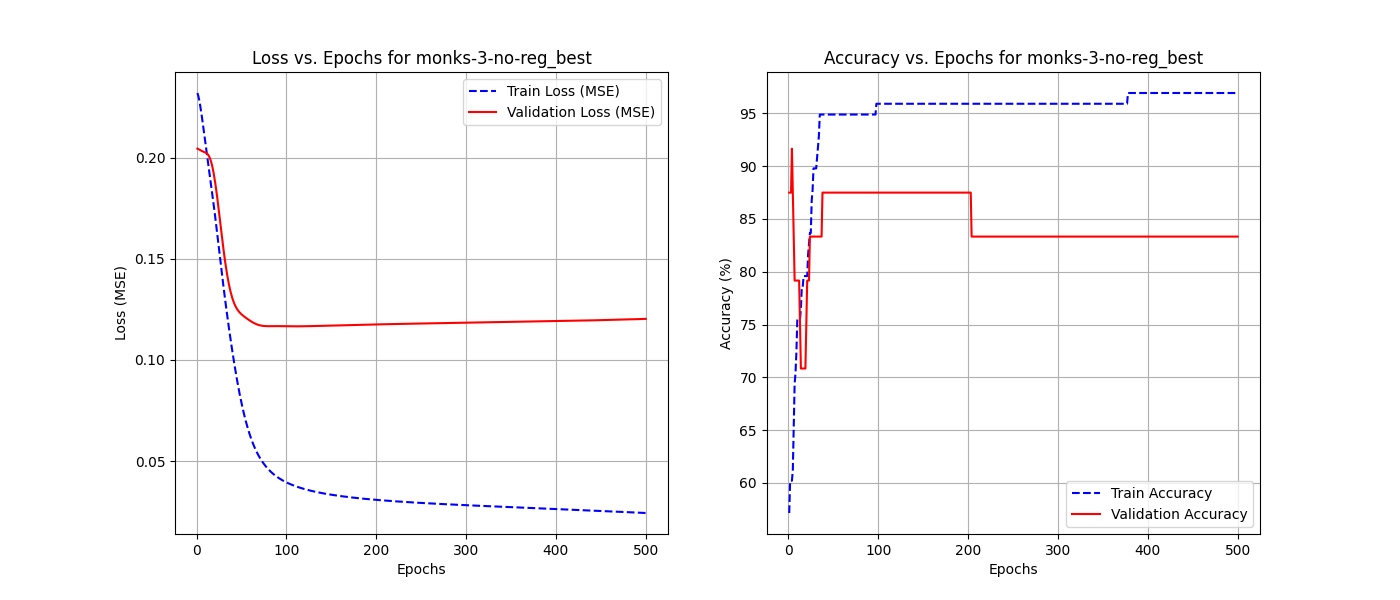 Loss vs. Epochs for monks-3-no-reg_best
Train Loss (MSE)
Validation Loss (MSE)
0.20
0.15
0.10
0.05
Loss (MSE)
0
100
200
300
400
500
Epochs
Accuracy vs. Epochs for monks-3-no-reg_best
95
90
85
80
75
70
65
60
Accuracy (%)
Train Accuracy
Validation Accuracy
0
100
200
300
400
500
Epochs